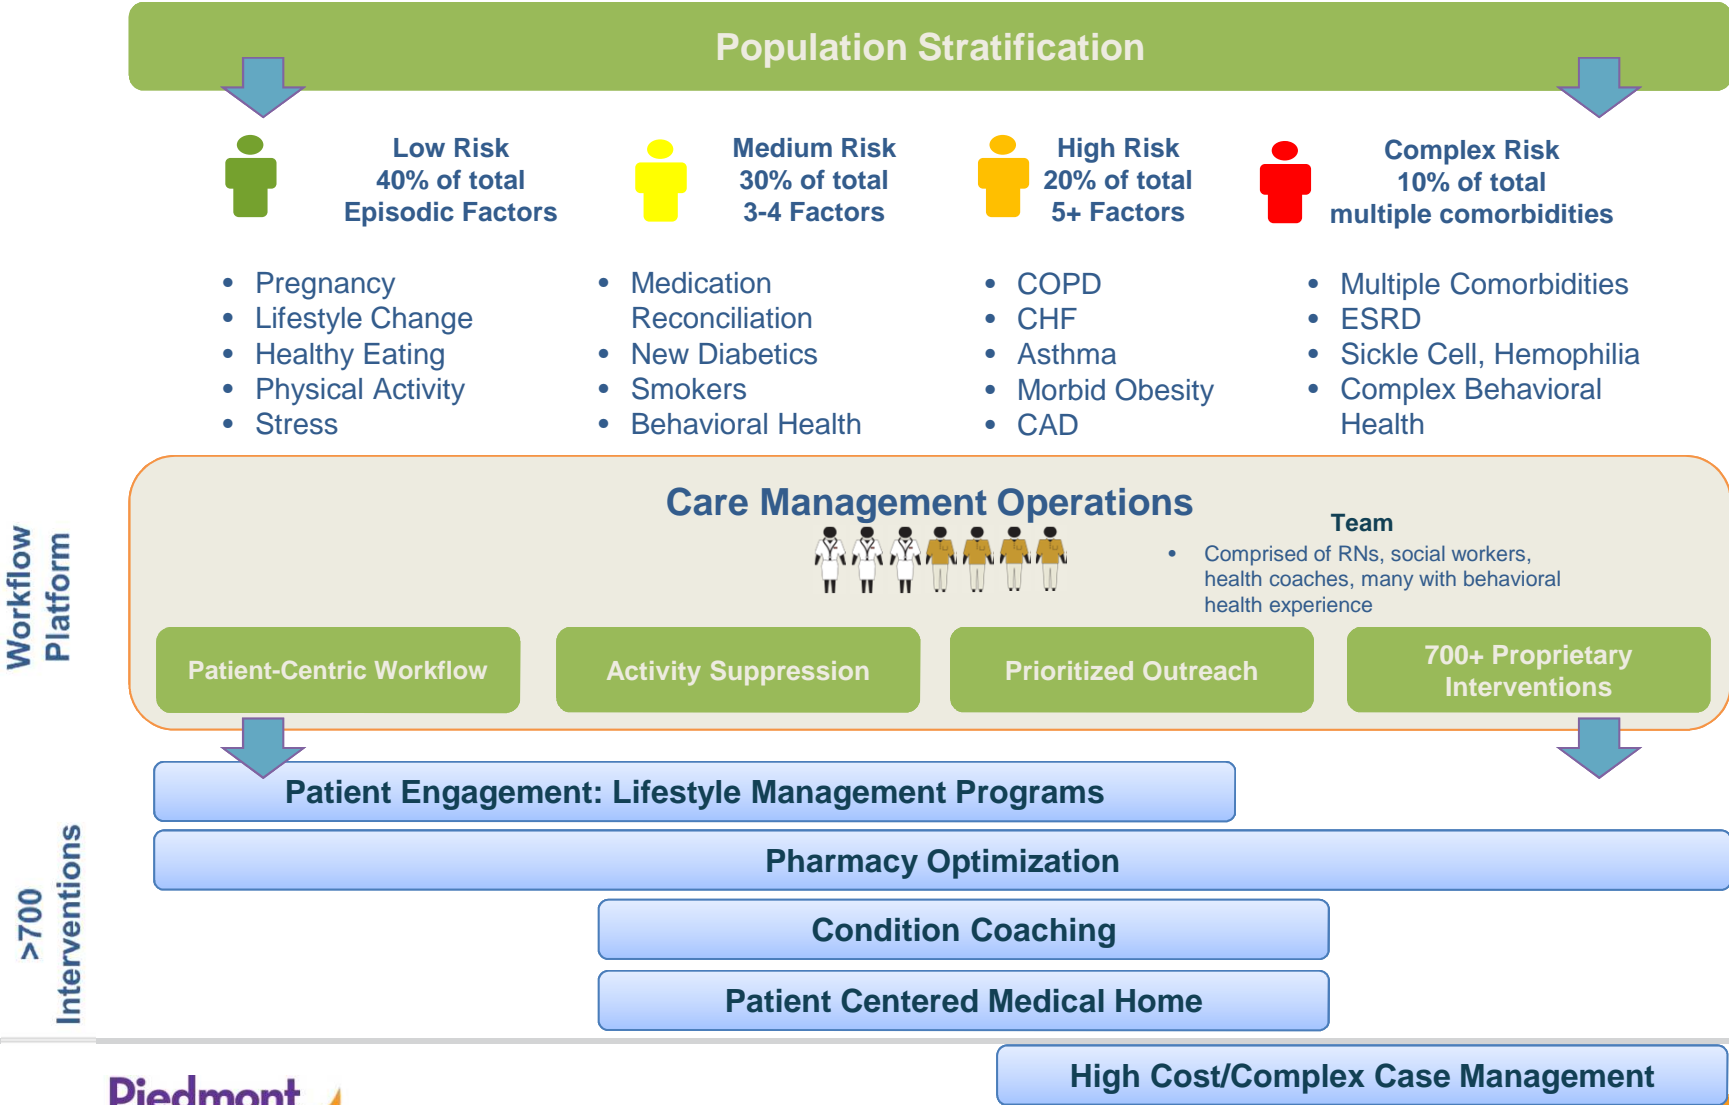 Population Stratification
Low Risk
40% of total
Episodic Factors
Medium Risk
30% of total
3-4 Factors
High Risk
20% of total
5+ Factors
Complex Risk
10% of total
multiple comorbidities
• Pregnancy
• Lifestyle Change
• Healthy Eating
• Physical Activity
• Stress
• Medication
Reconciliation
• New Diabetics
• Smokers
• Behavioral Health
• COPD
• CHF
• Asthma
• Morbid Obesity
• CAD
• Multiple Comorbidities
• ESRD
• Sickle Cell, Hemophilia
• Complex Behavioral
Health
Workflow
Platform
Care Management Operations
Team
• Comprised of RNs, social workers,
health coaches, many with behavioral
health experience
Patient-Centric Workflow
Activity Suppression
Prioritized Outreach
700+ Proprietary
Interventions
>700
Interventions
Patient Engagement: Lifestyle Management Programs
Pharmacy Optimization
Condition Coaching
Patient Centered Medical Home
High Cost/Complex Case Management
Piedmont